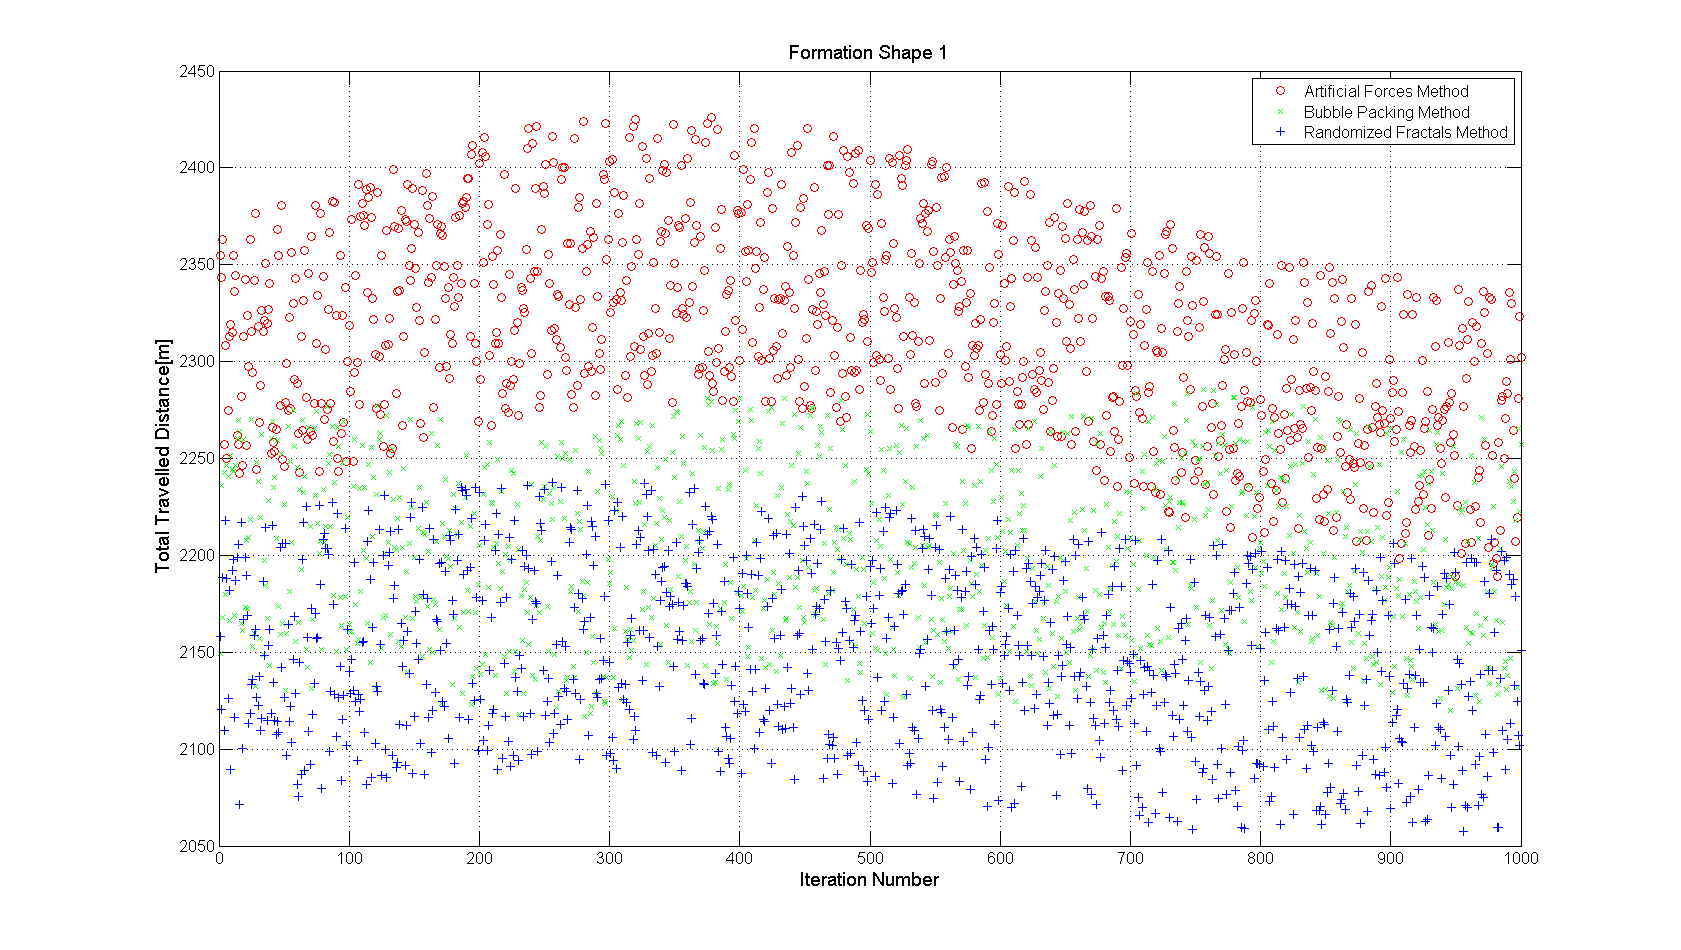 Formation Shape 1
Artificial Forces Method
Bubble Packing Method
Randomized Fractals Method
Total Travelled Distance[m]
2450
2400
2350
2300
2250
2200
2150
2100
2050
0 100 200 300 400 500 600 700 800 900 1000
Iteration Number